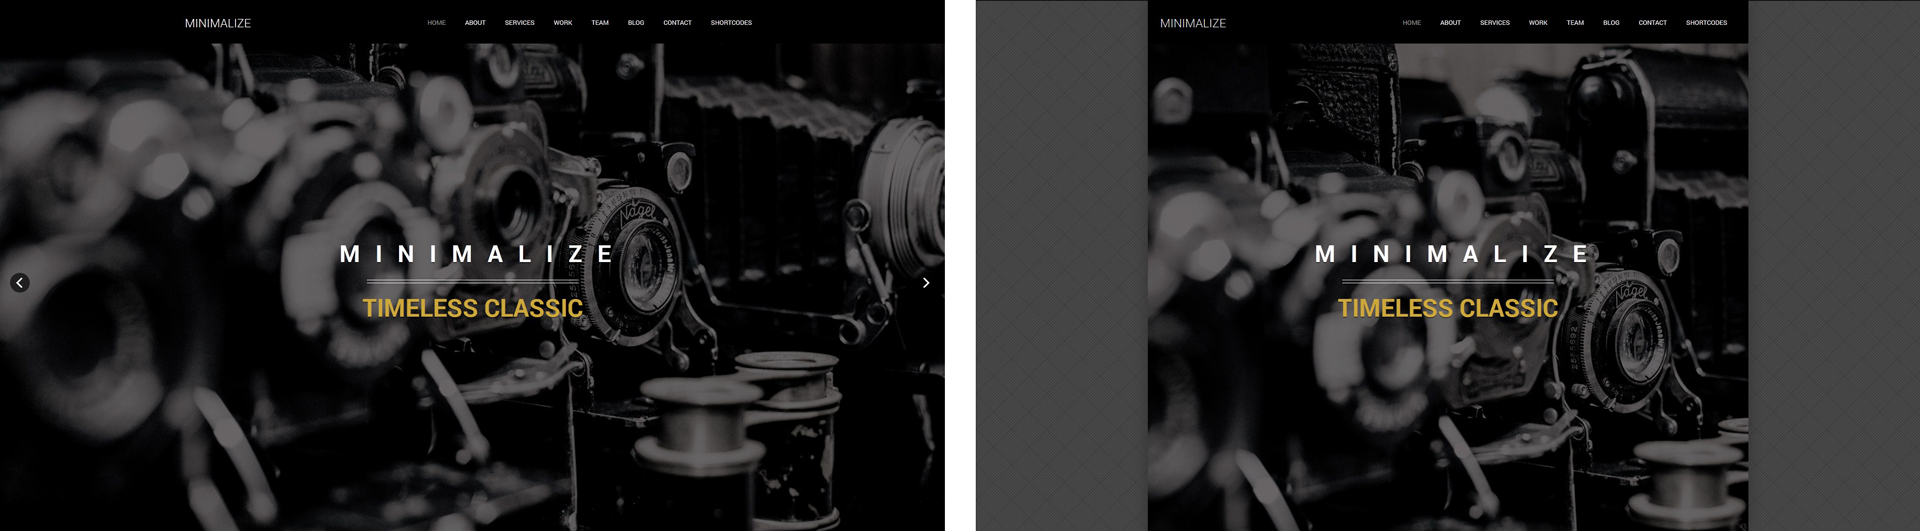 MINIMALIZE
HOME ABOUT SERVICES WORK TEAM BLOG CONTACT SHORTCODES
Nagel
MINIMALIZE
TIMELESS CLASSIC
MINIMALIZE
HOME ABOUT SERVICES WORK TEAM BLOG CONTACT SHORTCODES
MINIMALIZE
TIMELESS CLASSIC